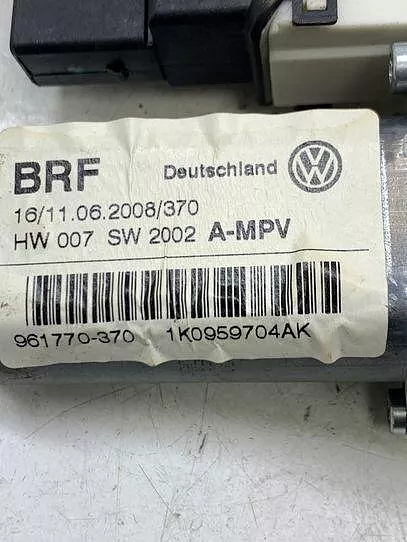 BRF Deutschland
16/11.06.2008/370
HW 007 SW 2002 A-MPV
961770-370 1K0959704AK